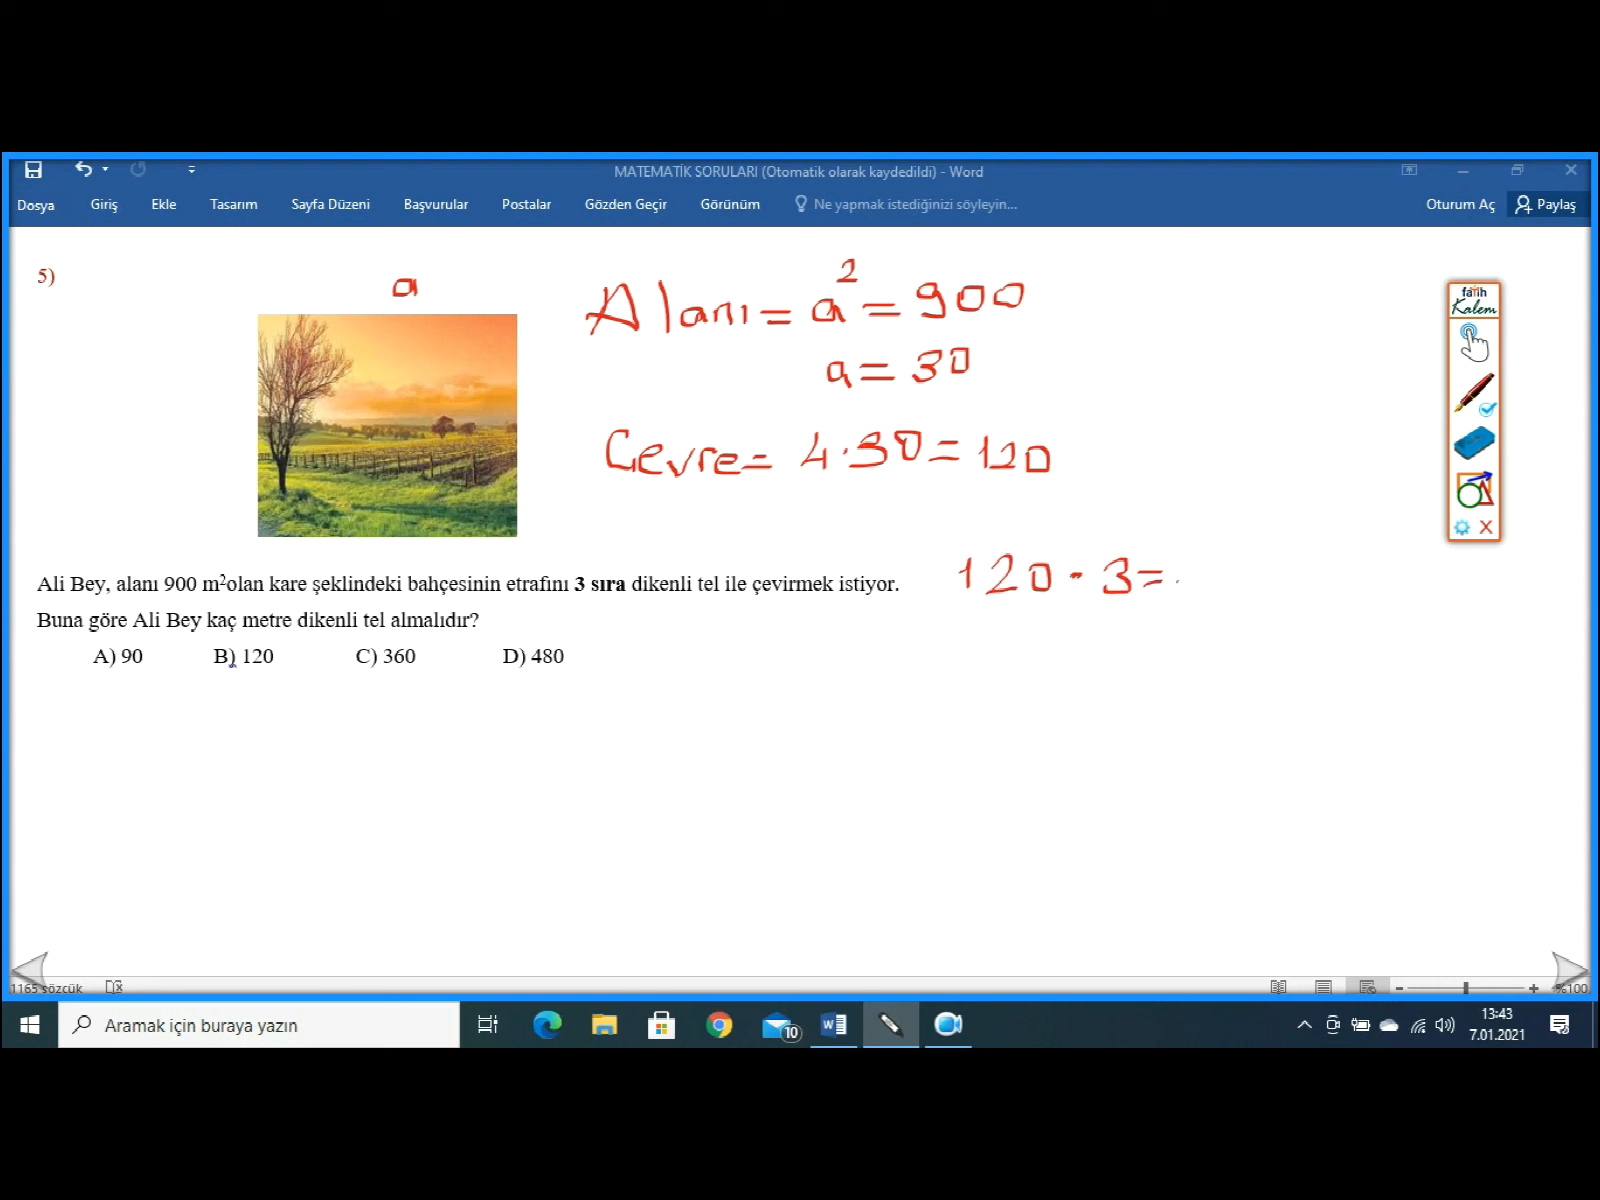 MATEMATİK SORULARI (Otomatik olarak kaydedildi) - Word
Dosya Giriş Ekle Tasarım Sayfa Düzeni Başvurular Postalar Gözden Geçir Görünüm Ne yapmak istediğinizi söyleyin... Oturum Aç Paylaş
5)
a
Alanı = a² = 900
a = 30
Çevre = 4.30 = 120
fatih
Kalem
Ali Bey, alanı 900 m²olan kare şeklindeki bahçesinin etrafını 3 sıra dikenli tel ile çevirmek istiyor.
120 · 3 =
Buna göre Ali Bey kaç metre dikenli tel almalıdır?
A) 90 B) 120 C) 360 D) 480
1165 sözcük
%100
Aramak için buraya yazın
10
13:43
7.01.2021